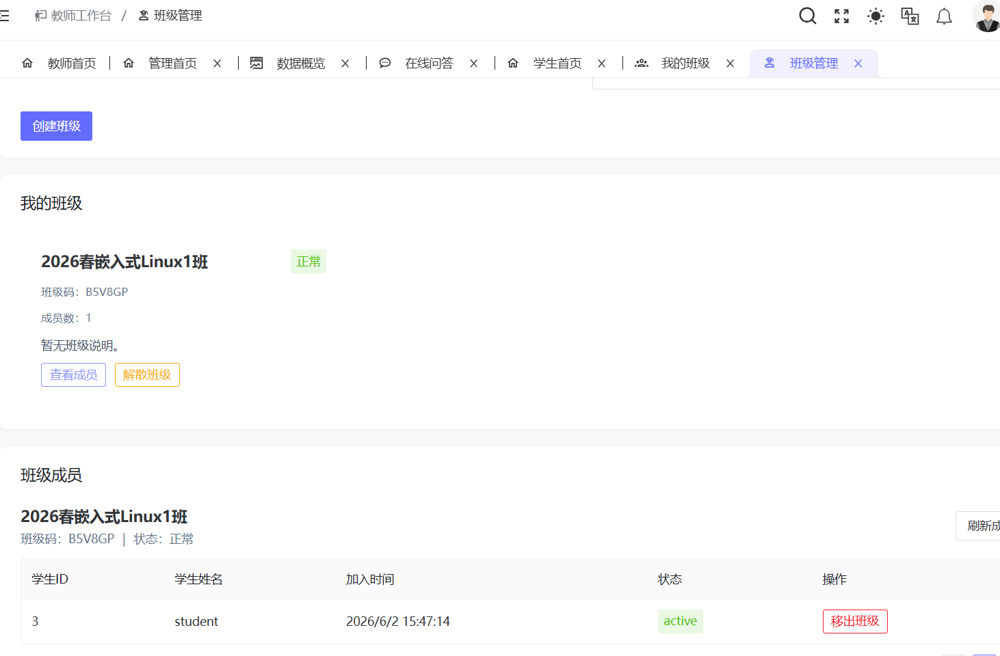 教师工作台 / 班级管理
教师首页 管理首页 X 数据概览 X 在线问答 X 学生首页 X 我的班级 X 班级管理 X
创建班级
我的班级
2026春嵌入式Linux1班 正常
班级码：B5V8GP
成员数：1
暂无班级说明。
查看成员 解散班级
班级成员
2026春嵌入式Linux1班
班级码：B5V8GP | 状态：正常
刷新成
学生ID 学生姓名 加入时间 状态 操作
3 student 2026/6/2 15:47:14 active 移出班级